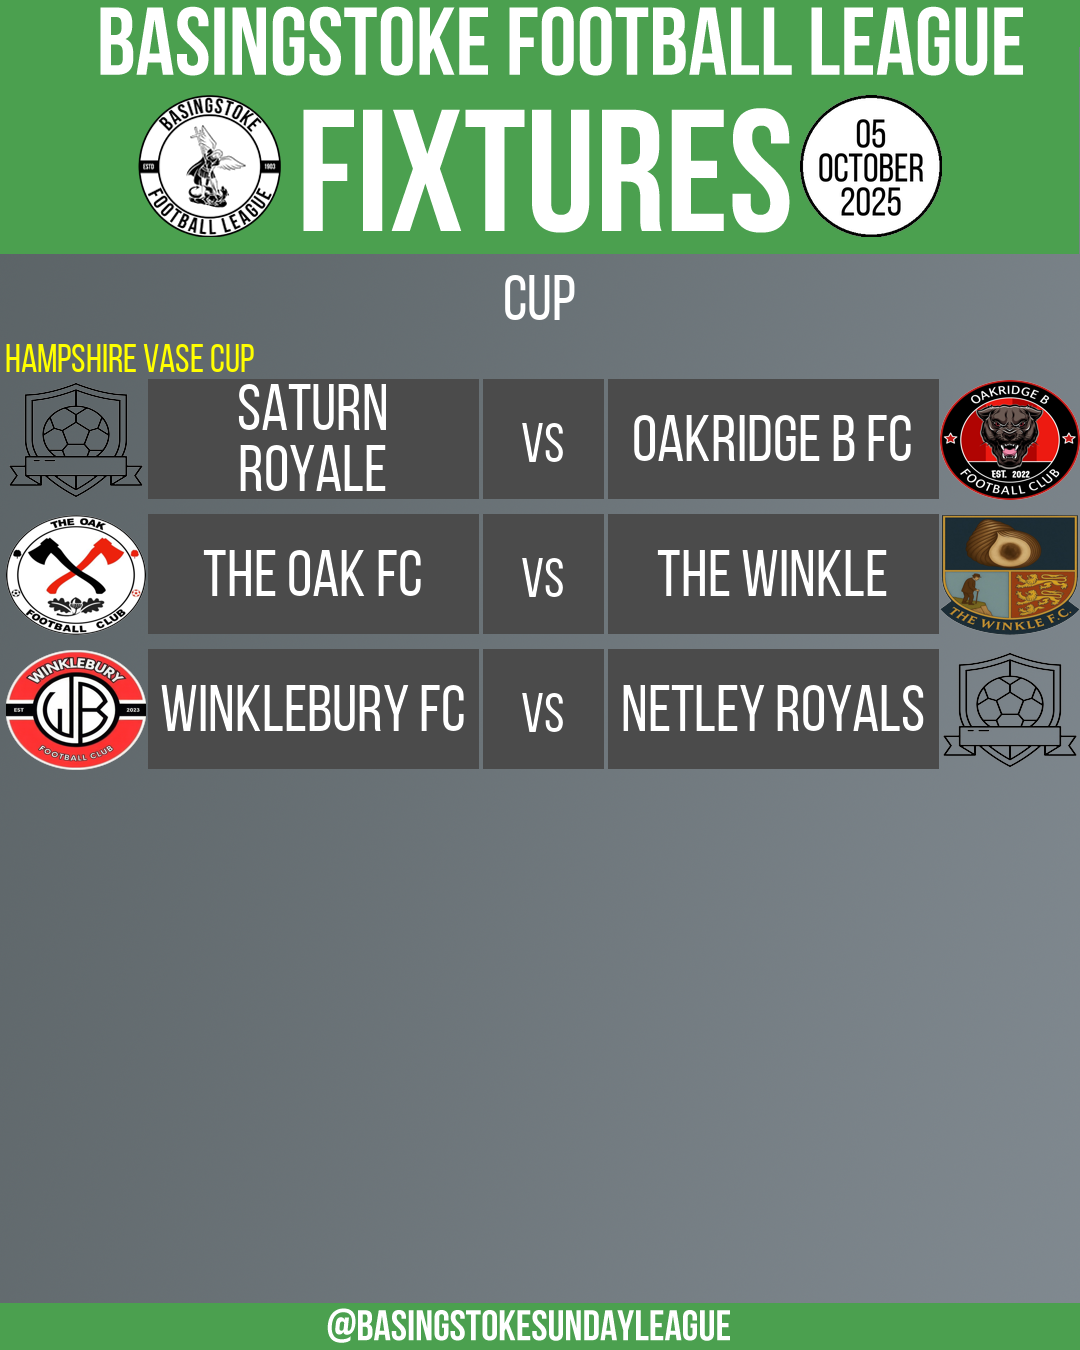 BASINGSTOKE FOOTBALL LEAGUE
BASINGSTOKE
ESTD 1903
FOOTBALL LEAGUE
FIXTURES
05
OCTOBER
2025
CUP
HAMPSHIRE VASE CUP
SATURN
ROYALE
VS
OAKRIDGE B FC
OAKRIDGE B
EST. 2022
FOOTBALL CLUB
THE OAK
FOOTBALL CLUB
THE OAK FC
VS
THE WINKLE
THE WINKLE F.C.
WINKLEBURY
EST 2023
WB
FOOTBALL CLUB
WINKLEBURY FC
VS
NETLEY ROYALS
@BASINGSTOKESUNDAYLEAGUE